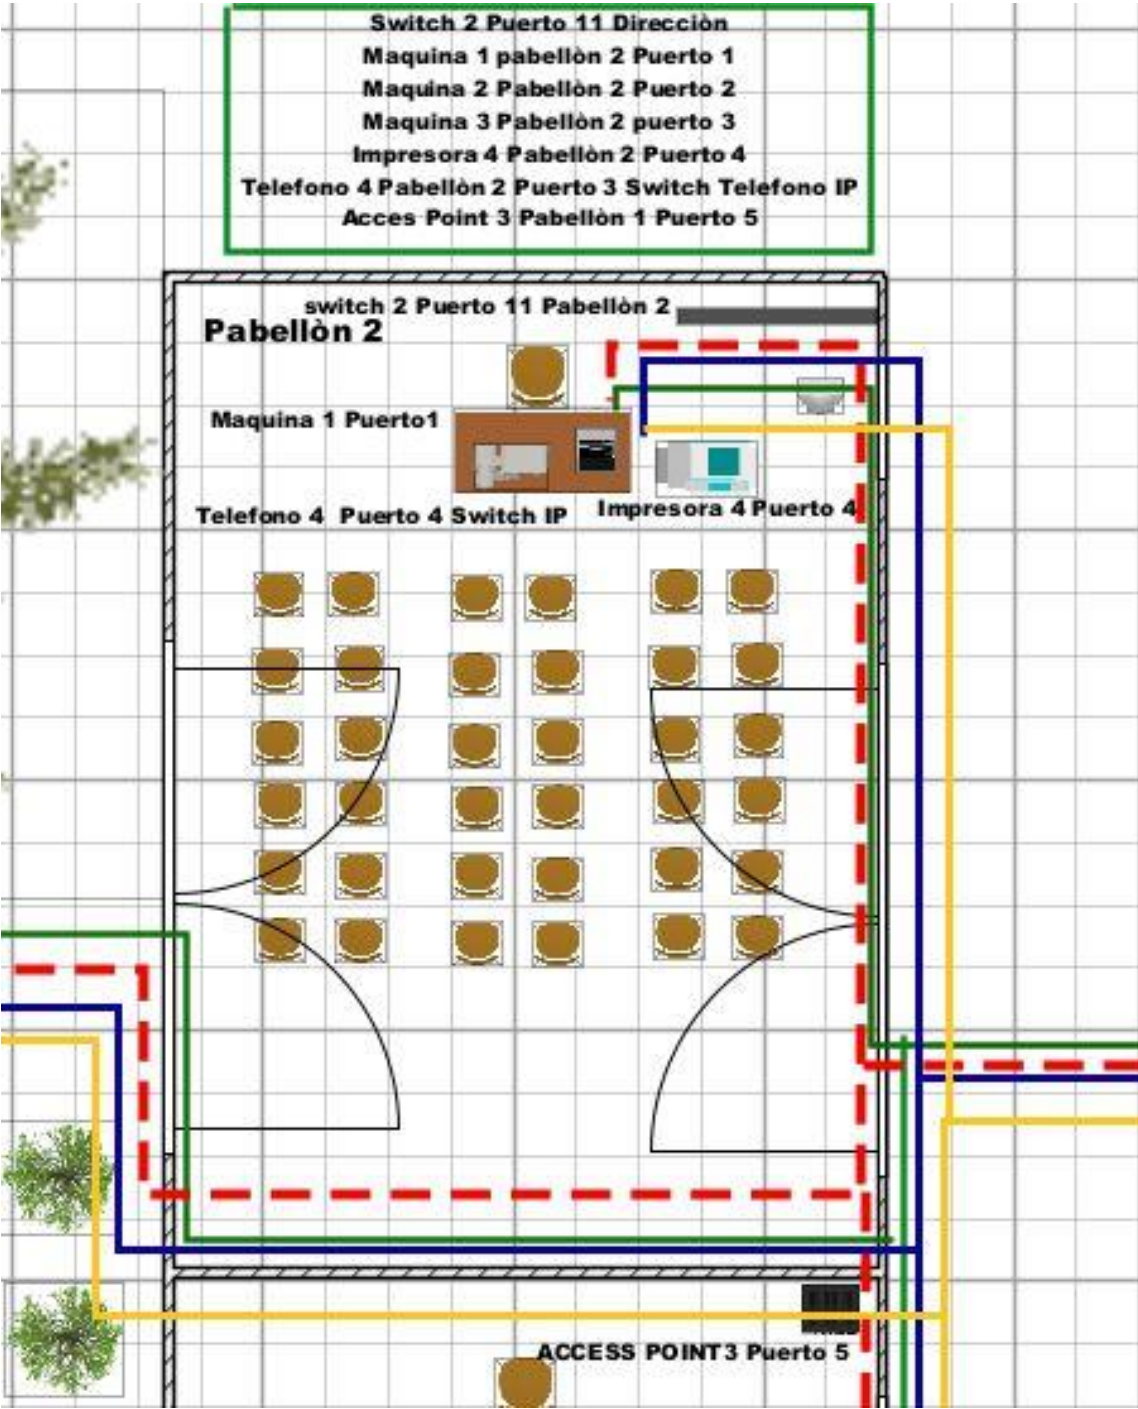 Switch 2 Puerto 11 Direcciòn
Maquina 1 pabellòn 2 Puerto 1
Maquina 2 Pabellòn 2 Puerto 2
Maquina 3 Pabellòn 2 puerto 3
Impresora 4 Pabellòn 2 Puerto 4
Telefono 4 Pabellòn 2 Puerto 3 Switch Telefono IP
Acces Point 3 Pabellòn 1 Puerto 5
switch 2 Puerto 11 Pabellòn 2
Pabellòn 2
Maquina 1 Puerto1
Telefono 4 Puerto 4 Switch IP
Impresora 4 Puerto 4
ACCESS POINT3 Puerto 5